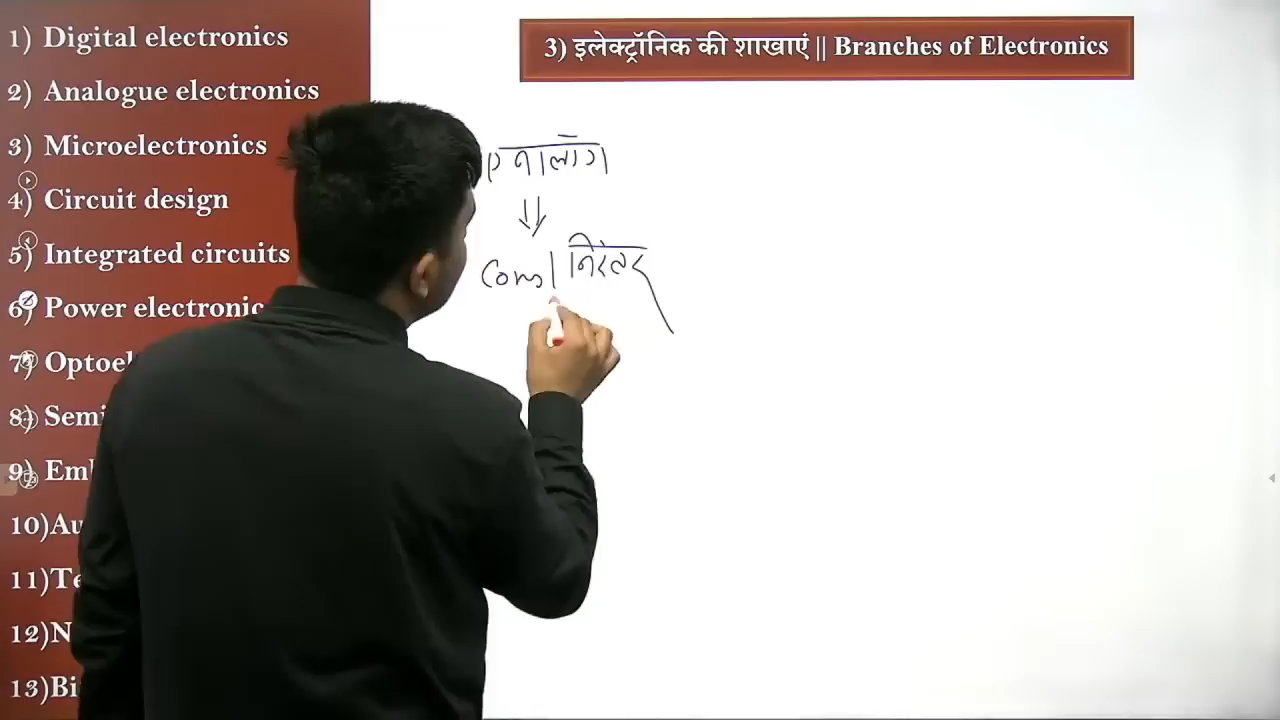 3) इलेक्ट्रॉनिक की शाखाएं || Branches of Electronics
1) Digital electronics
2) Analogue electronics
3) Microelectronics
4) Circuit design
5) Integrated circuits
6) Power electronic
7) Optoel
8) Semi
9) Em
10)Au
11)Te
12)N
13)Bi
एनालॉग
निरंतर